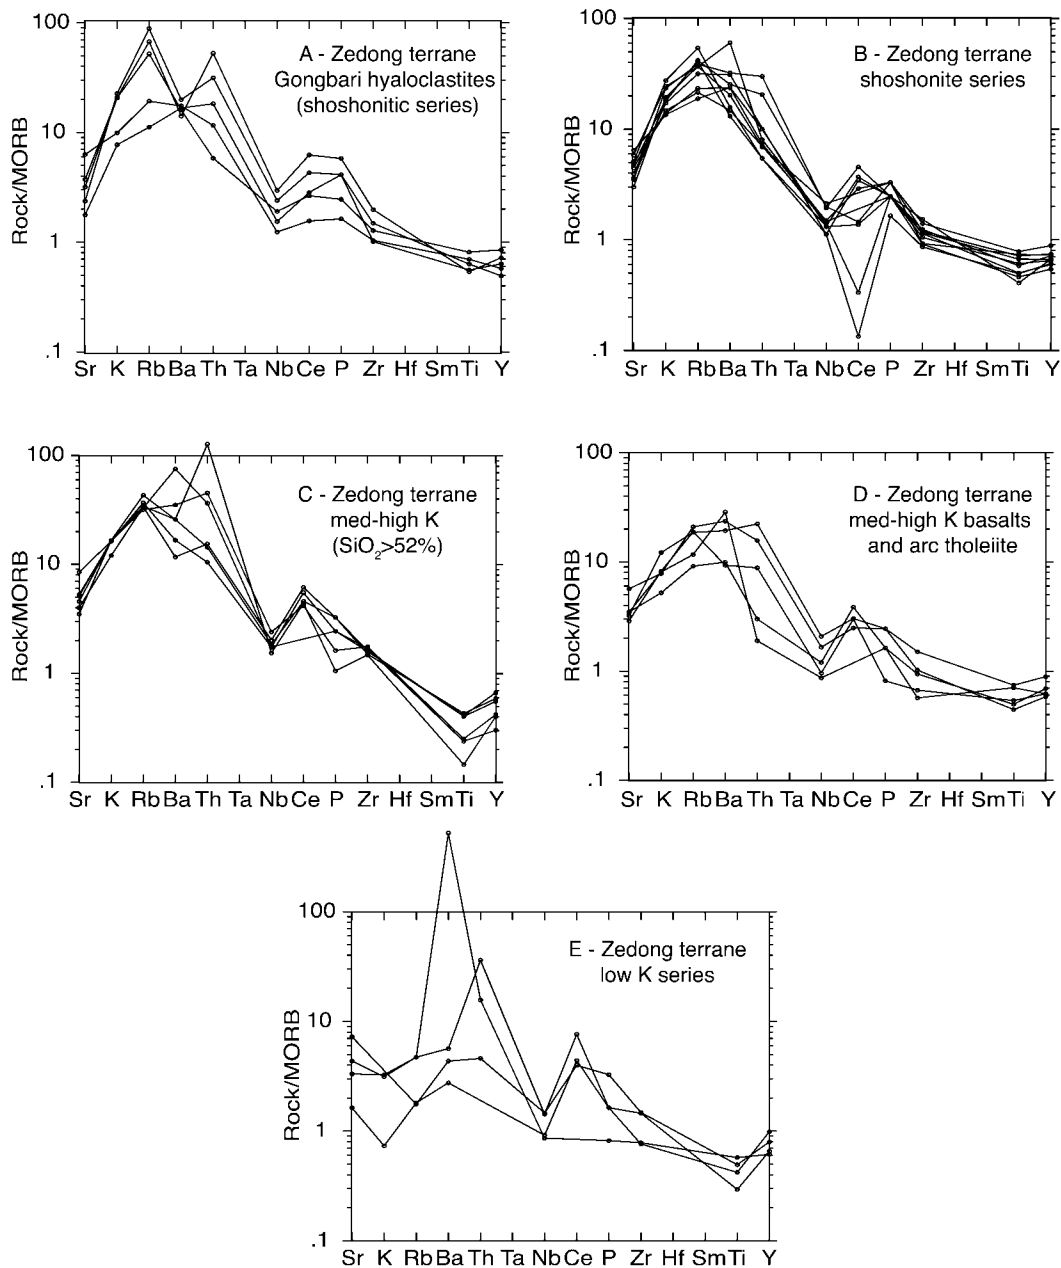 A - Zedong terrane
Gongbari hyaloclastites
(shoshonitic series)
Rock/MORB
100
10
1
.1
Sr K Rb Ba Th Ta Nb Ce P Zr Hf Sm Ti Y
B - Zedong terrane
shoshonite series
Rock/MORB
100
10
1
.1
Sr K Rb Ba Th Ta Nb Ce P Zr Hf Sm Ti Y
C - Zedong terrane
med-high K
(SiO₂>52%)
Rock/MORB
100
10
1
.1
Sr K Rb Ba Th Ta Nb Ce P Zr Hf Sm Ti Y
D - Zedong terrane
med-high K basalts
and arc tholeiite
Rock/MORB
100
10
1
.1
Sr K Rb Ba Th Ta Nb Ce P Zr Hf Sm Ti Y
E - Zedong terrane
low K series
Rock/MORB
100
10
1
.1
Sr K Rb Ba Th Ta Nb Ce P Zr Hf Sm Ti Y